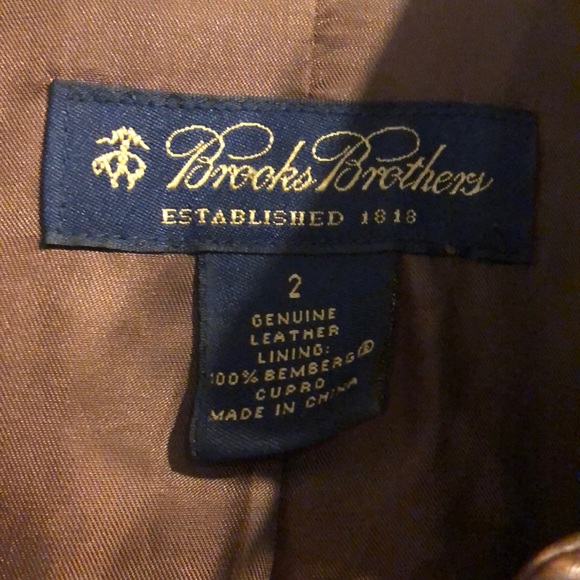 Brooks Brothers
ESTABLISHED 1818
2
GENUINE
LEATHER
LINING:
100% BEMBERG®
CUPRO
MADE IN CHINA